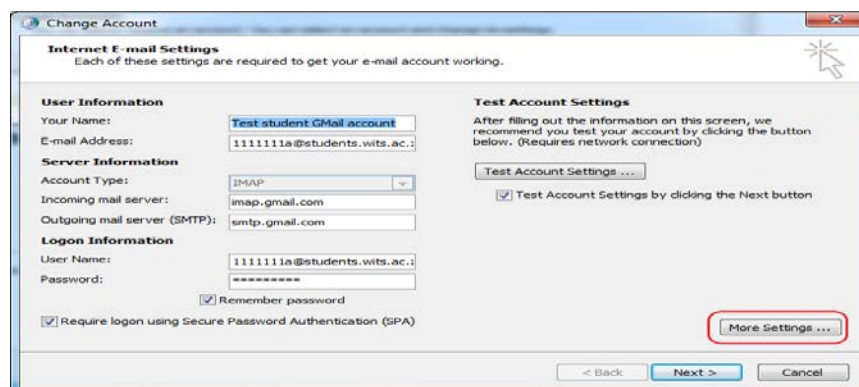 Change Account
Internet E-mail Settings
Each of these settings are required to get your e-mail account working.
User Information
Your Name: Test student GMail account
E-mail Address: 1111111a@students.wits.ac.:
Server Information
Account Type: IMAP
Incoming mail server: imap.gmail.com
Outgoing mail server (SMTP): smtp.gmail.com
Logon Information
User Name: 1111111a@students.wits.ac.:
Password: *********
Remember password
Require logon using Secure Password Authentication (SPA)
Test Account Settings
After filling out the information on this screen, we
recommend you test your account by clicking the button
below. (Requires network connection)
Test Account Settings ...
Test Account Settings by clicking the Next button
More Settings ...
< Back
Next >
Cancel